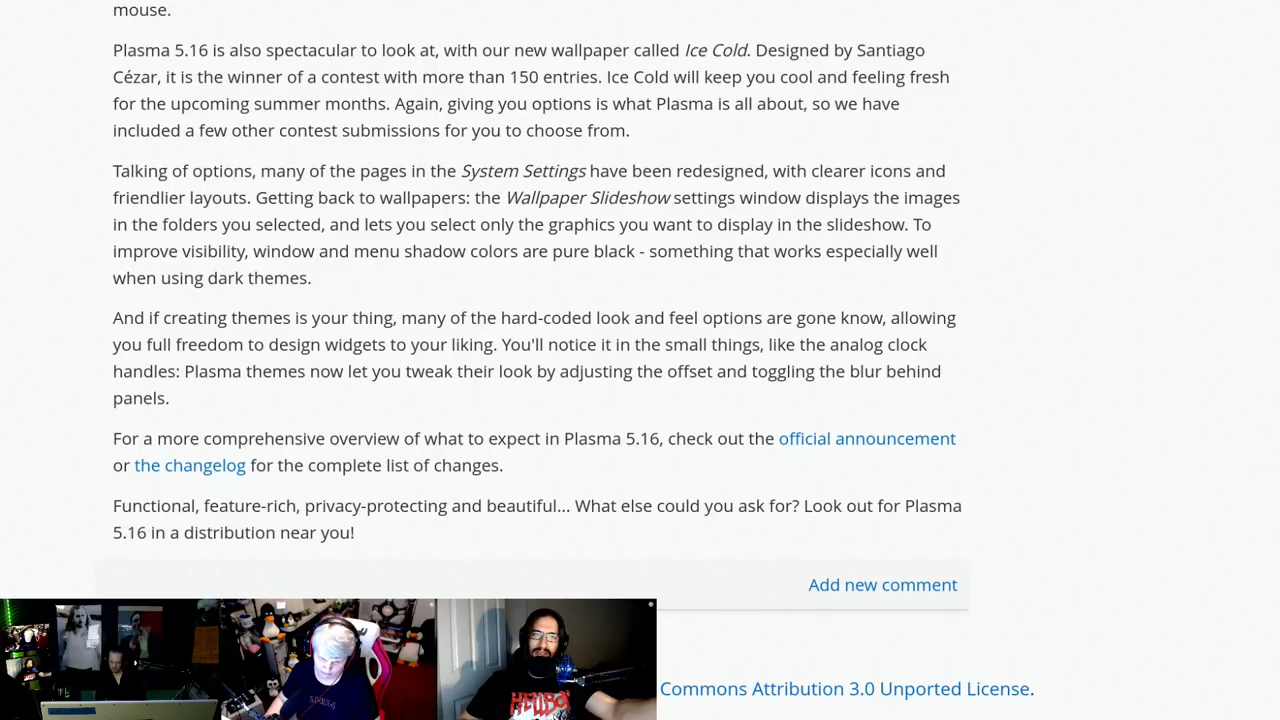 mouse.
Plasma 5.16 is also spectacular to look at, with our new wallpaper called Ice Cold. Designed by Santiago
Cézar, it is the winner of a contest with more than 150 entries. Ice Cold will keep you cool and feeling fresh
for the upcoming summer months. Again, giving you options is what Plasma is all about, so we have
included a few other contest submissions for you to choose from.
Talking of options, many of the pages in the System Settings have been redesigned, with clearer icons and
friendlier layouts. Getting back to wallpapers: the Wallpaper Slideshow settings window displays the images
in the folders you selected, and lets you select only the graphics you want to display in the slideshow. To
improve visibility, window and menu shadow colors are pure black - something that works especially well
when using dark themes.
And if creating themes is your thing, many of the hard-coded look and feel options are gone know, allowing
you full freedom to design widgets to your liking. You'll notice it in the small things, like the analog clock
handles: Plasma themes now let you tweak their look by adjusting the offset and toggling the blur behind
panels.
For a more comprehensive overview of what to expect in Plasma 5.16, check out the official announcement
or the changelog for the complete list of changes.
Functional, feature-rich, privacy-protecting and beautiful... What else could you ask for? Look out for Plasma
5.16 in a distribution near you!
Add new comment
Commons Attribution 3.0 Unported License.
HELLBOY